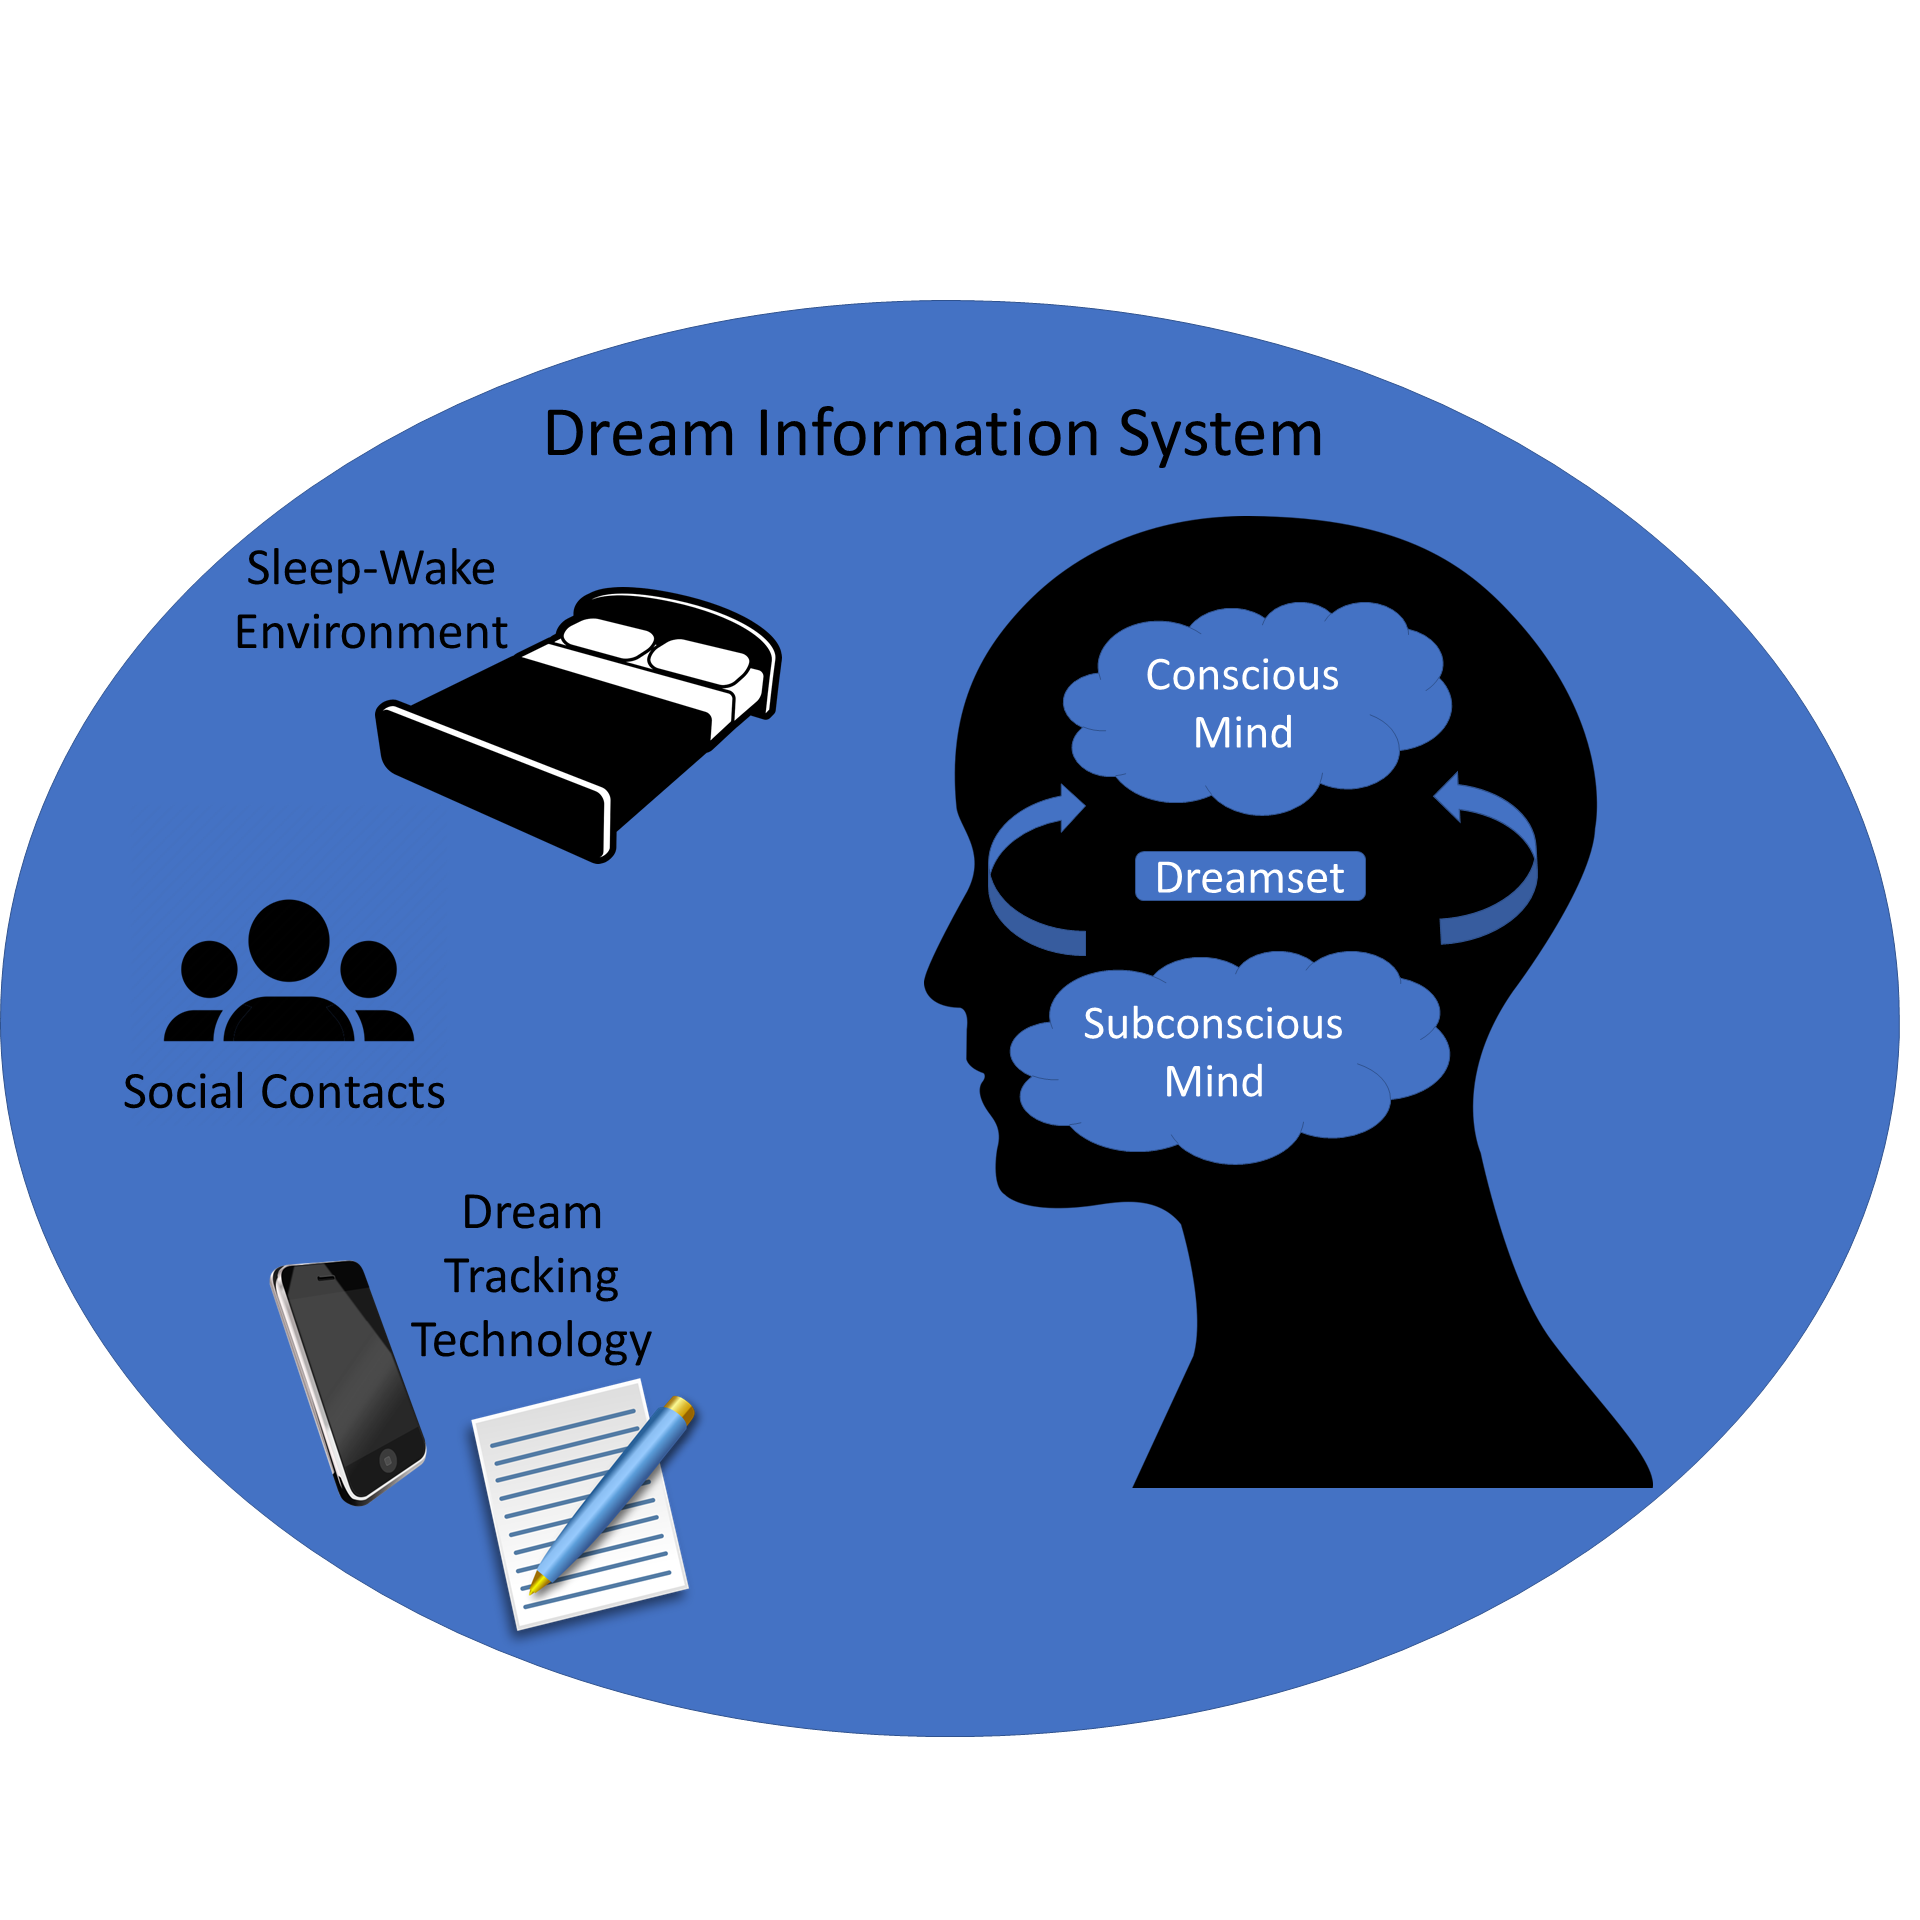 Dream Information System
Sleep-Wake
Environment
Conscious
Mind
Dreamset
Subconscious
Mind
Social Contacts
Dream
Tracking
Technology